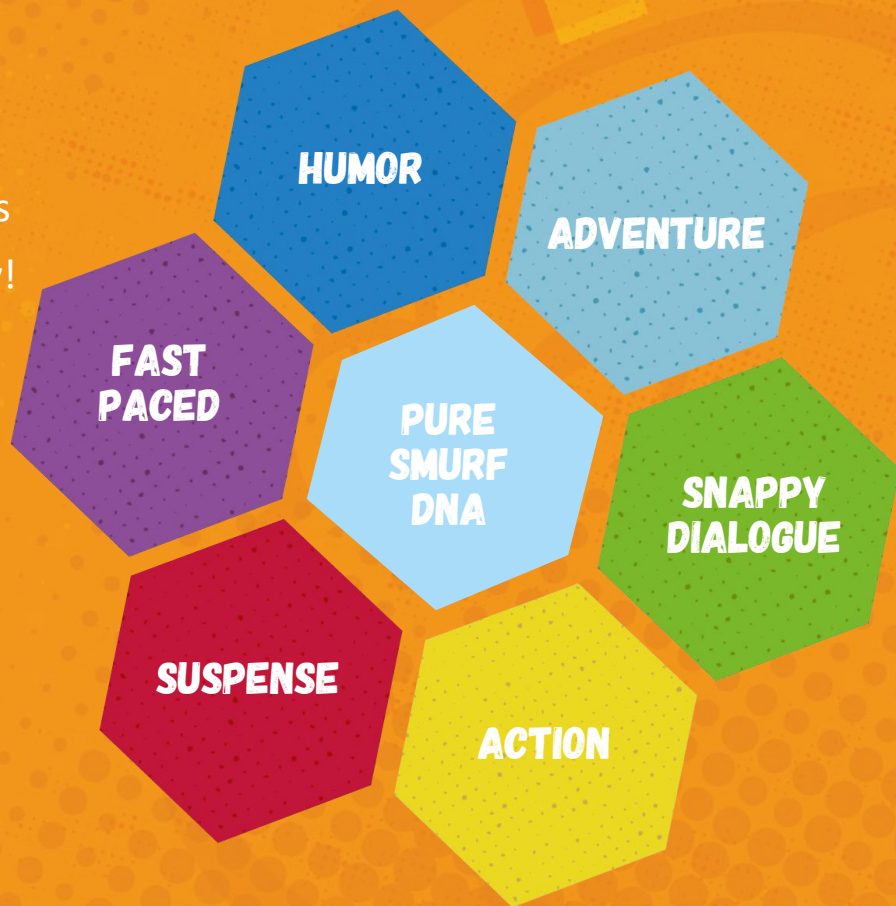 HUMOR
ADVENTURE
FAST
PACED
PURE
SMURF
DNA
SNAPPY
DIALOGUE
SUSPENSE
ACTION